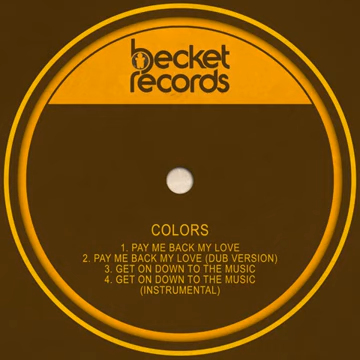 becket
records
COLORS
1. PAY ME BACK MY LOVE
2. PAY ME BACK MY LOVE (DUB VERSION)
3. GET ON DOWN TO THE MUSIC
4. GET ON DOWN TO THE MUSIC
(INSTRUMENTAL)